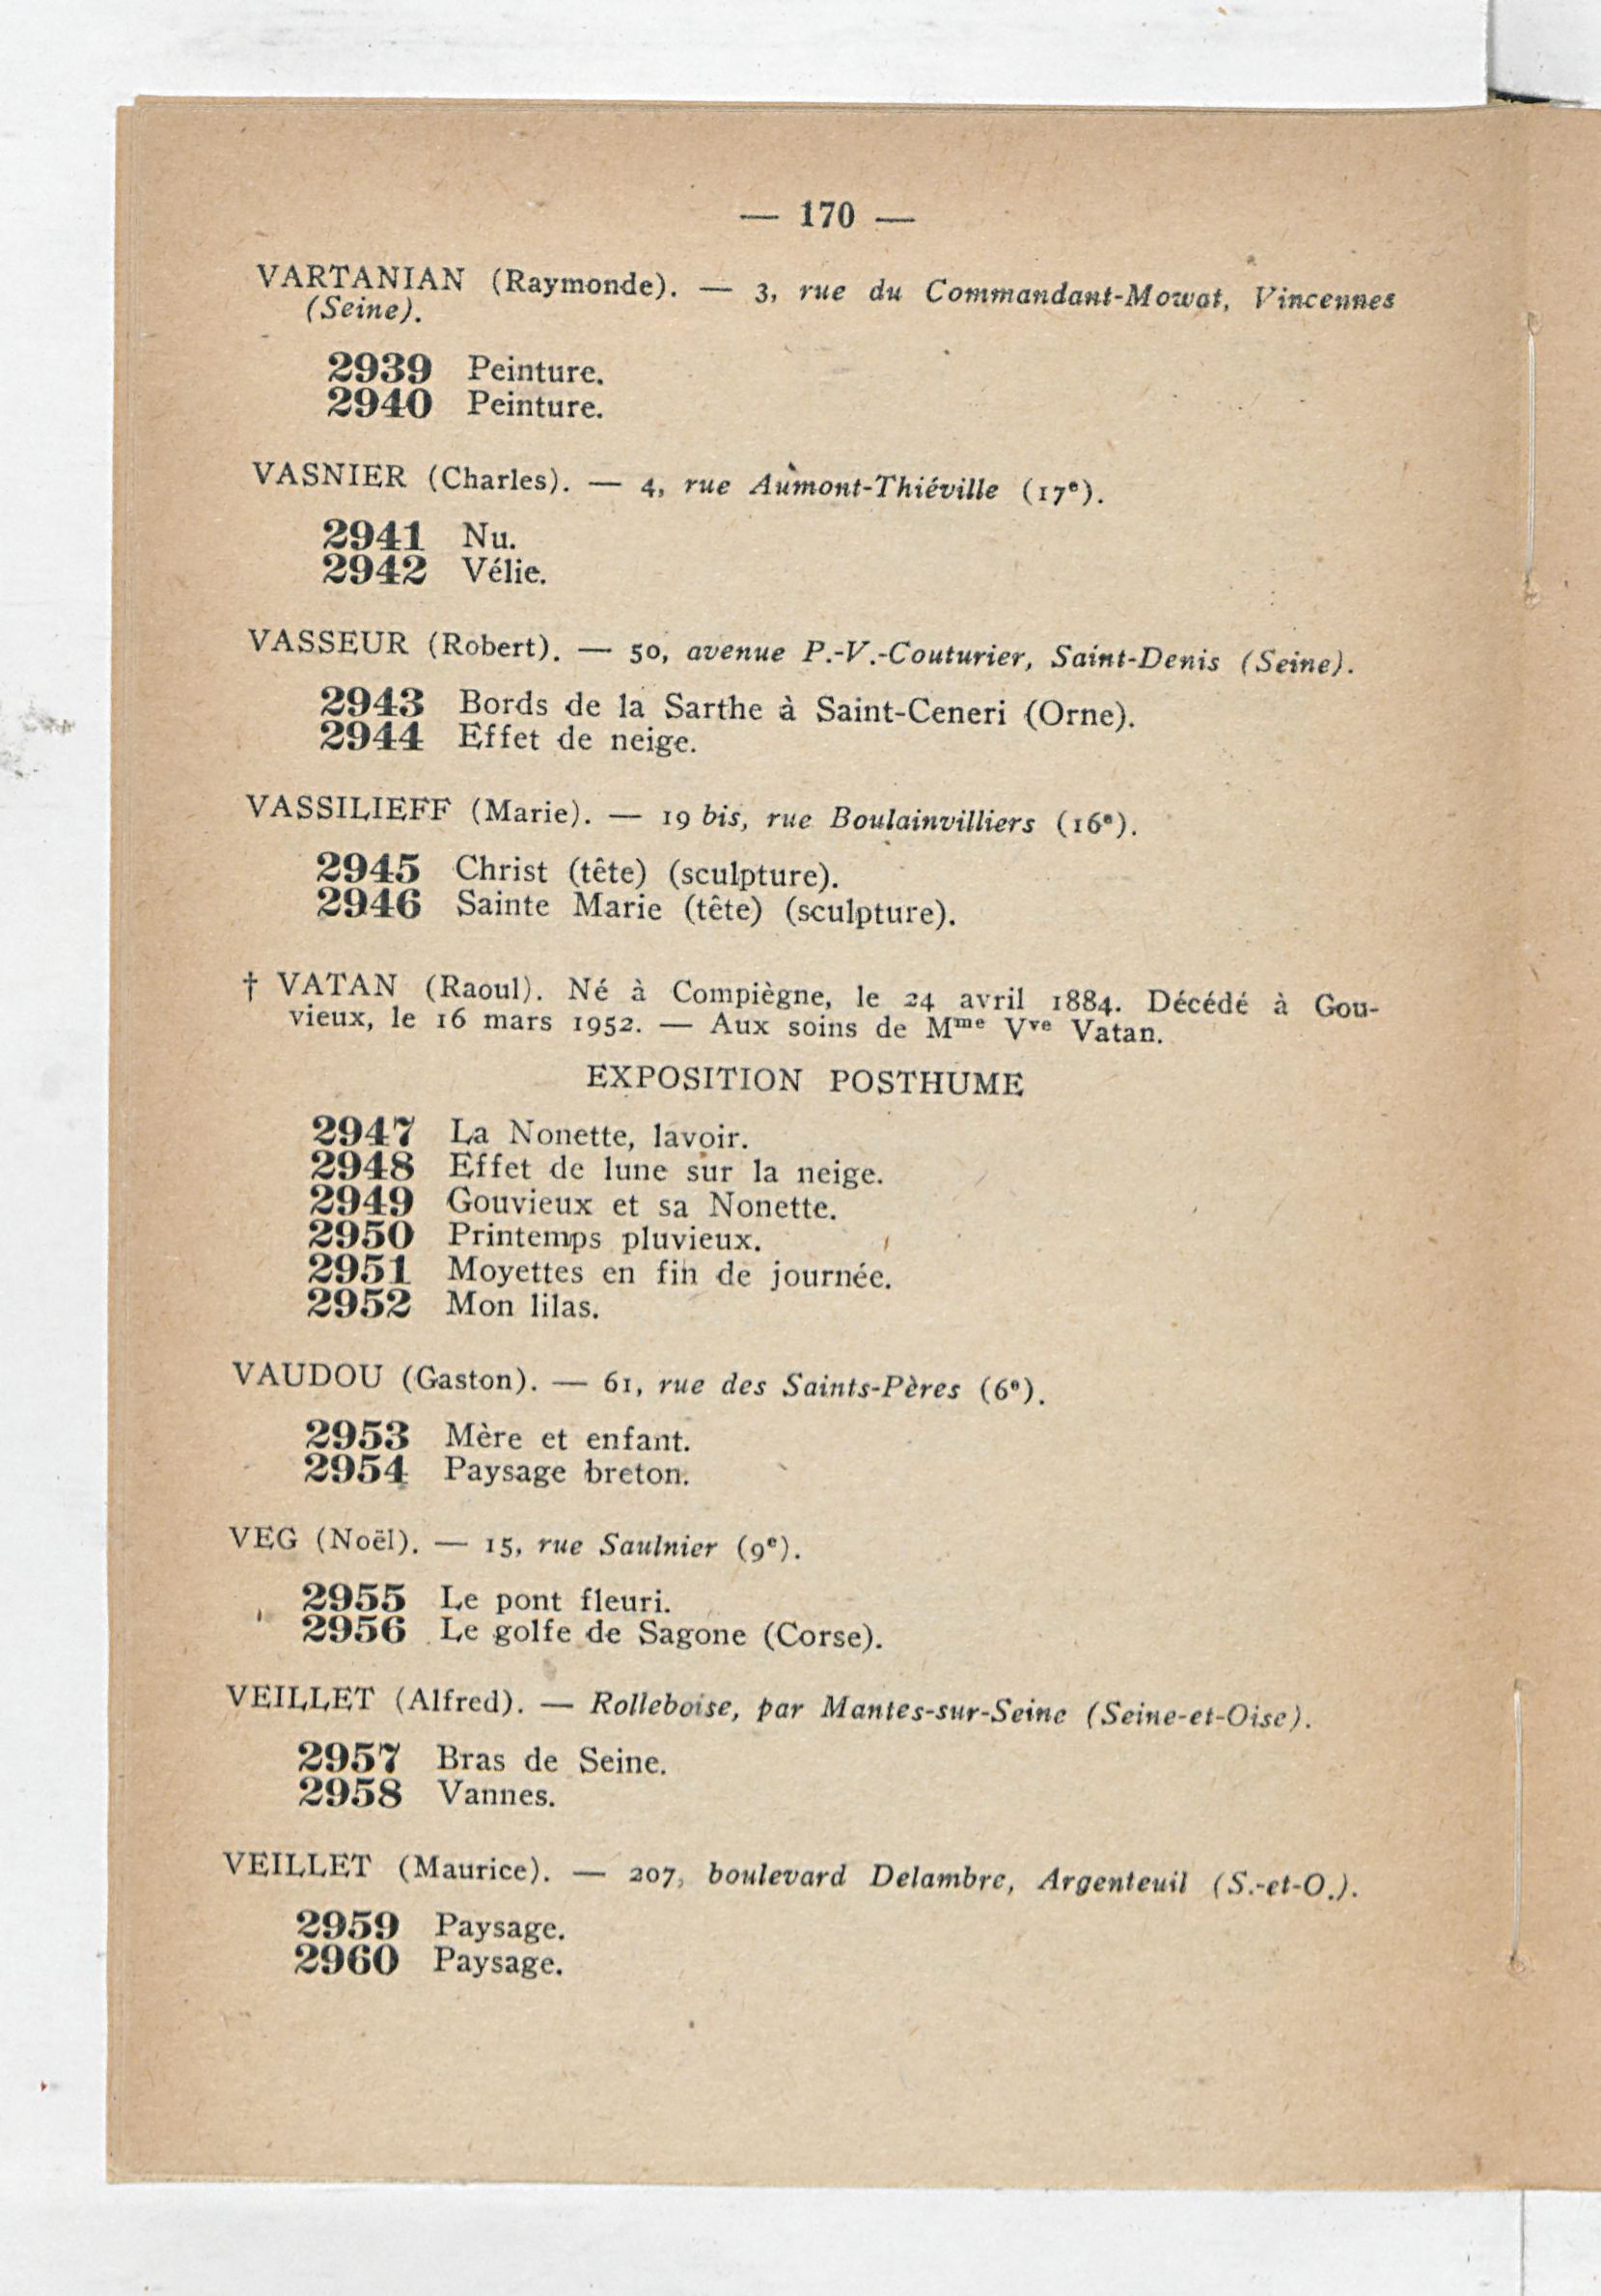 — 170 —
VARTANIAN (Raymonde). — 3, rue du Commandant-Mowat, Vincennes
(Seine).
2939 Peinture.
2940 Peinture.
VASNIER (Charles). — 4, rue Aumont-Thiéville (17e).
2941 Nu.
2942 Vélie.
VASSEUR (Robert). — 50, avenue P.-V.-Couturier, Saint-Denis (Seine).
2943 Bords de la Sarthe à Saint-Ceneri (Orne).
2944 Effet de neige.
VASSILIEFF (Marie). — 19 bis, rue Boulainvilliers (16e).
2945 Christ (tête) (sculpture).
2946 Sainte Marie (tête) (sculpture).
† VATAN (Raoul). Né à Compiègne, le 24 avril 1884. Décédé à Gou-
vieux, le 16 mars 1952. — Aux soins de Mme Vve Vatan.
EXPOSITION POSTHUME
2947 La Nonette, lavoir.
2948 Effet de lune sur la neige.
2949 Gouvieux et sa Nonette.
2950 Printemps pluvieux.
2951 Moyettes en fin de journée.
2952 Mon lilas.
VAUDOU (Gaston). — 61, rue des Saints-Pères (6e).
2953 Mère et enfant.
2954 Paysage breton.
VEG (Noël). — 15, rue Saulnier (9e).
2955 Le pont fleuri.
2956 Le golfe de Sagone (Corse).
VEILLET (Alfred). — Rolleboise, par Mantes-sur-Seine (Seine-et-Oise).
2957 Bras de Seine.
2958 Vannes.
VEILLET (Maurice). — 207, boulevard Delambre, Argenteuil (S.-et-O.).
2959 Paysage.
2960 Paysage.